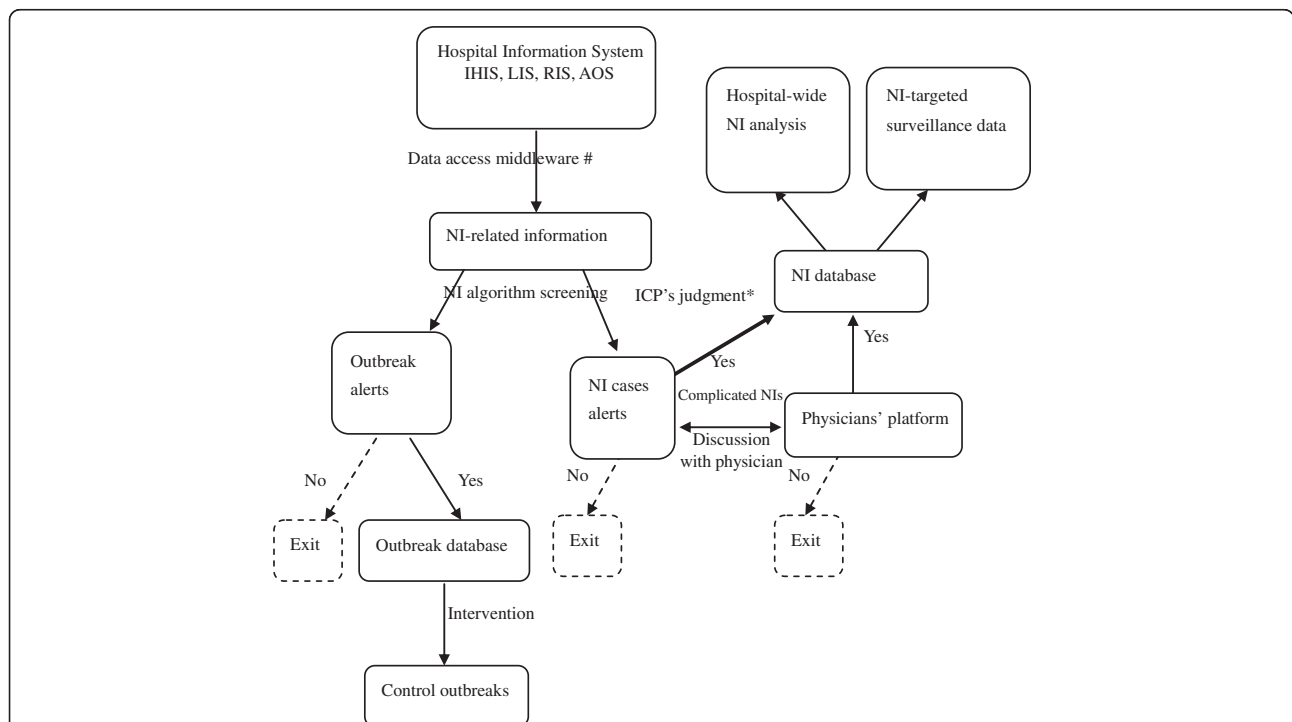 Hospital Information System
IHIS, LIS, RIS, AOS
Hospital-wide
NI analysis
NI-targeted
surveillance data
Data access middleware #
NI-related information
NI database
NI algorithm screening
ICP's judgment*
Yes
Yes
Outbreak
alerts
NI cases
alerts
Complicated NIs
Physicians' platform
Discussion
with physician
No
Yes
No
No
Exit
Outbreak database
Exit
Exit
Intervention
Control outbreaks